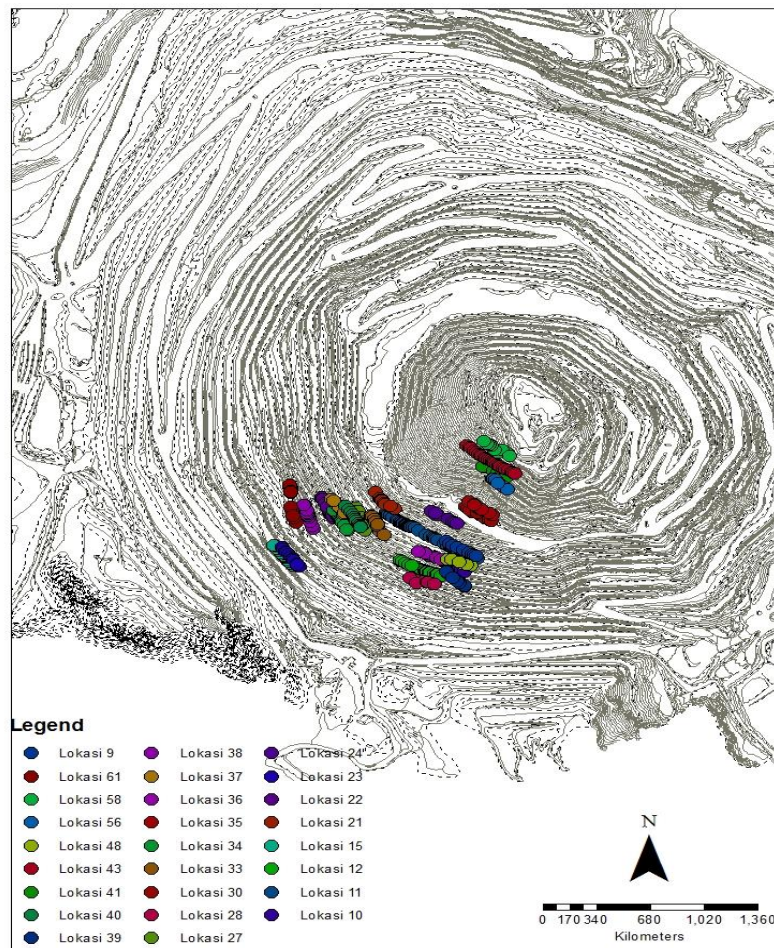 Legend
Lokasi 9
Lokasi 61
Lokasi 58
Lokasi 56
Lokasi 48
Lokasi 43
Lokasi 41
Lokasi 40
Lokasi 39
Lokasi 38
Lokasi 37
Lokasi 36
Lokasi 35
Lokasi 34
Lokasi 33
Lokasi 30
Lokasi 28
Lokasi 27
Lokasi 24
Lokasi 23
Lokasi 22
Lokasi 21
Lokasi 15
Lokasi 12
Lokasi 11
Lokasi 10
N
0 170 340 680 1,020 1,360
Kilometers